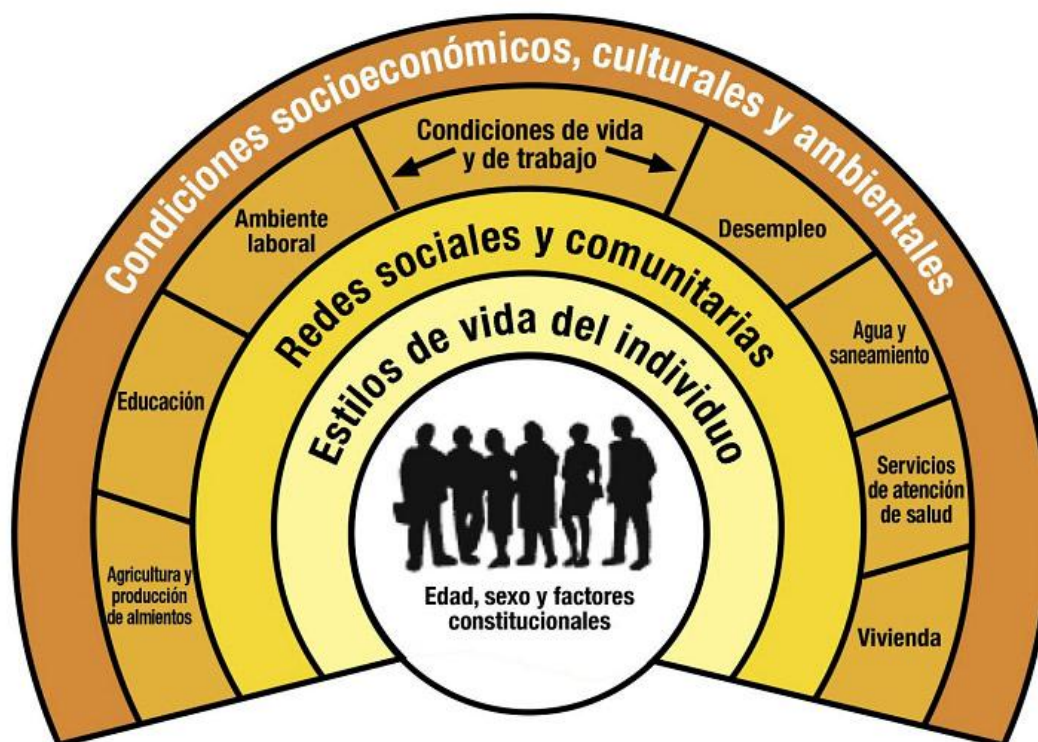 Condiciones socioeconómicos, culturales y ambientales
Condiciones de vida
y de trabajo
Ambiente
laboral
Desempleo
Redes sociales y comunitarias
Agua y
saneamiento
Estilos de vida del individuo
Educación
Servicios
de atención
de salud
Agricultura y
producción
de almientos
Edad, sexo y factores
constitucionales
Vivienda